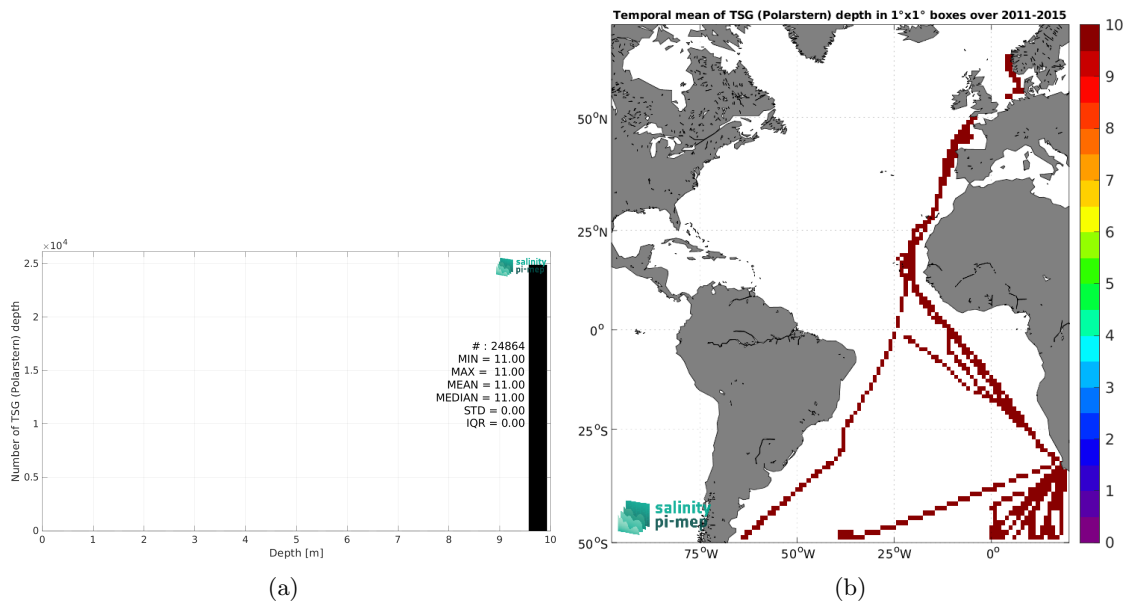 ×10⁴
2.5
2
1.5
1
0.5
0
Number of TSG (Polarstern) depth
salinity
pi-mep
# : 24864
MIN = 11.00
MAX = 11.00
MEAN = 11.00
MEDIAN = 11.00
STD = 0.00
IQR = 0.00
0 1 2 3 4 5 6 7 8 9 10
Depth [m]
(a)
Temporal mean of TSG (Polarstern) depth in 1°x1° boxes over 2011-2015
50°N
25°N
0°
25°S
50°S
75°W 50°W 25°W 0°
salinity
pi-mep
10
9
8
7
6
5
4
3
2
1
0
(b)